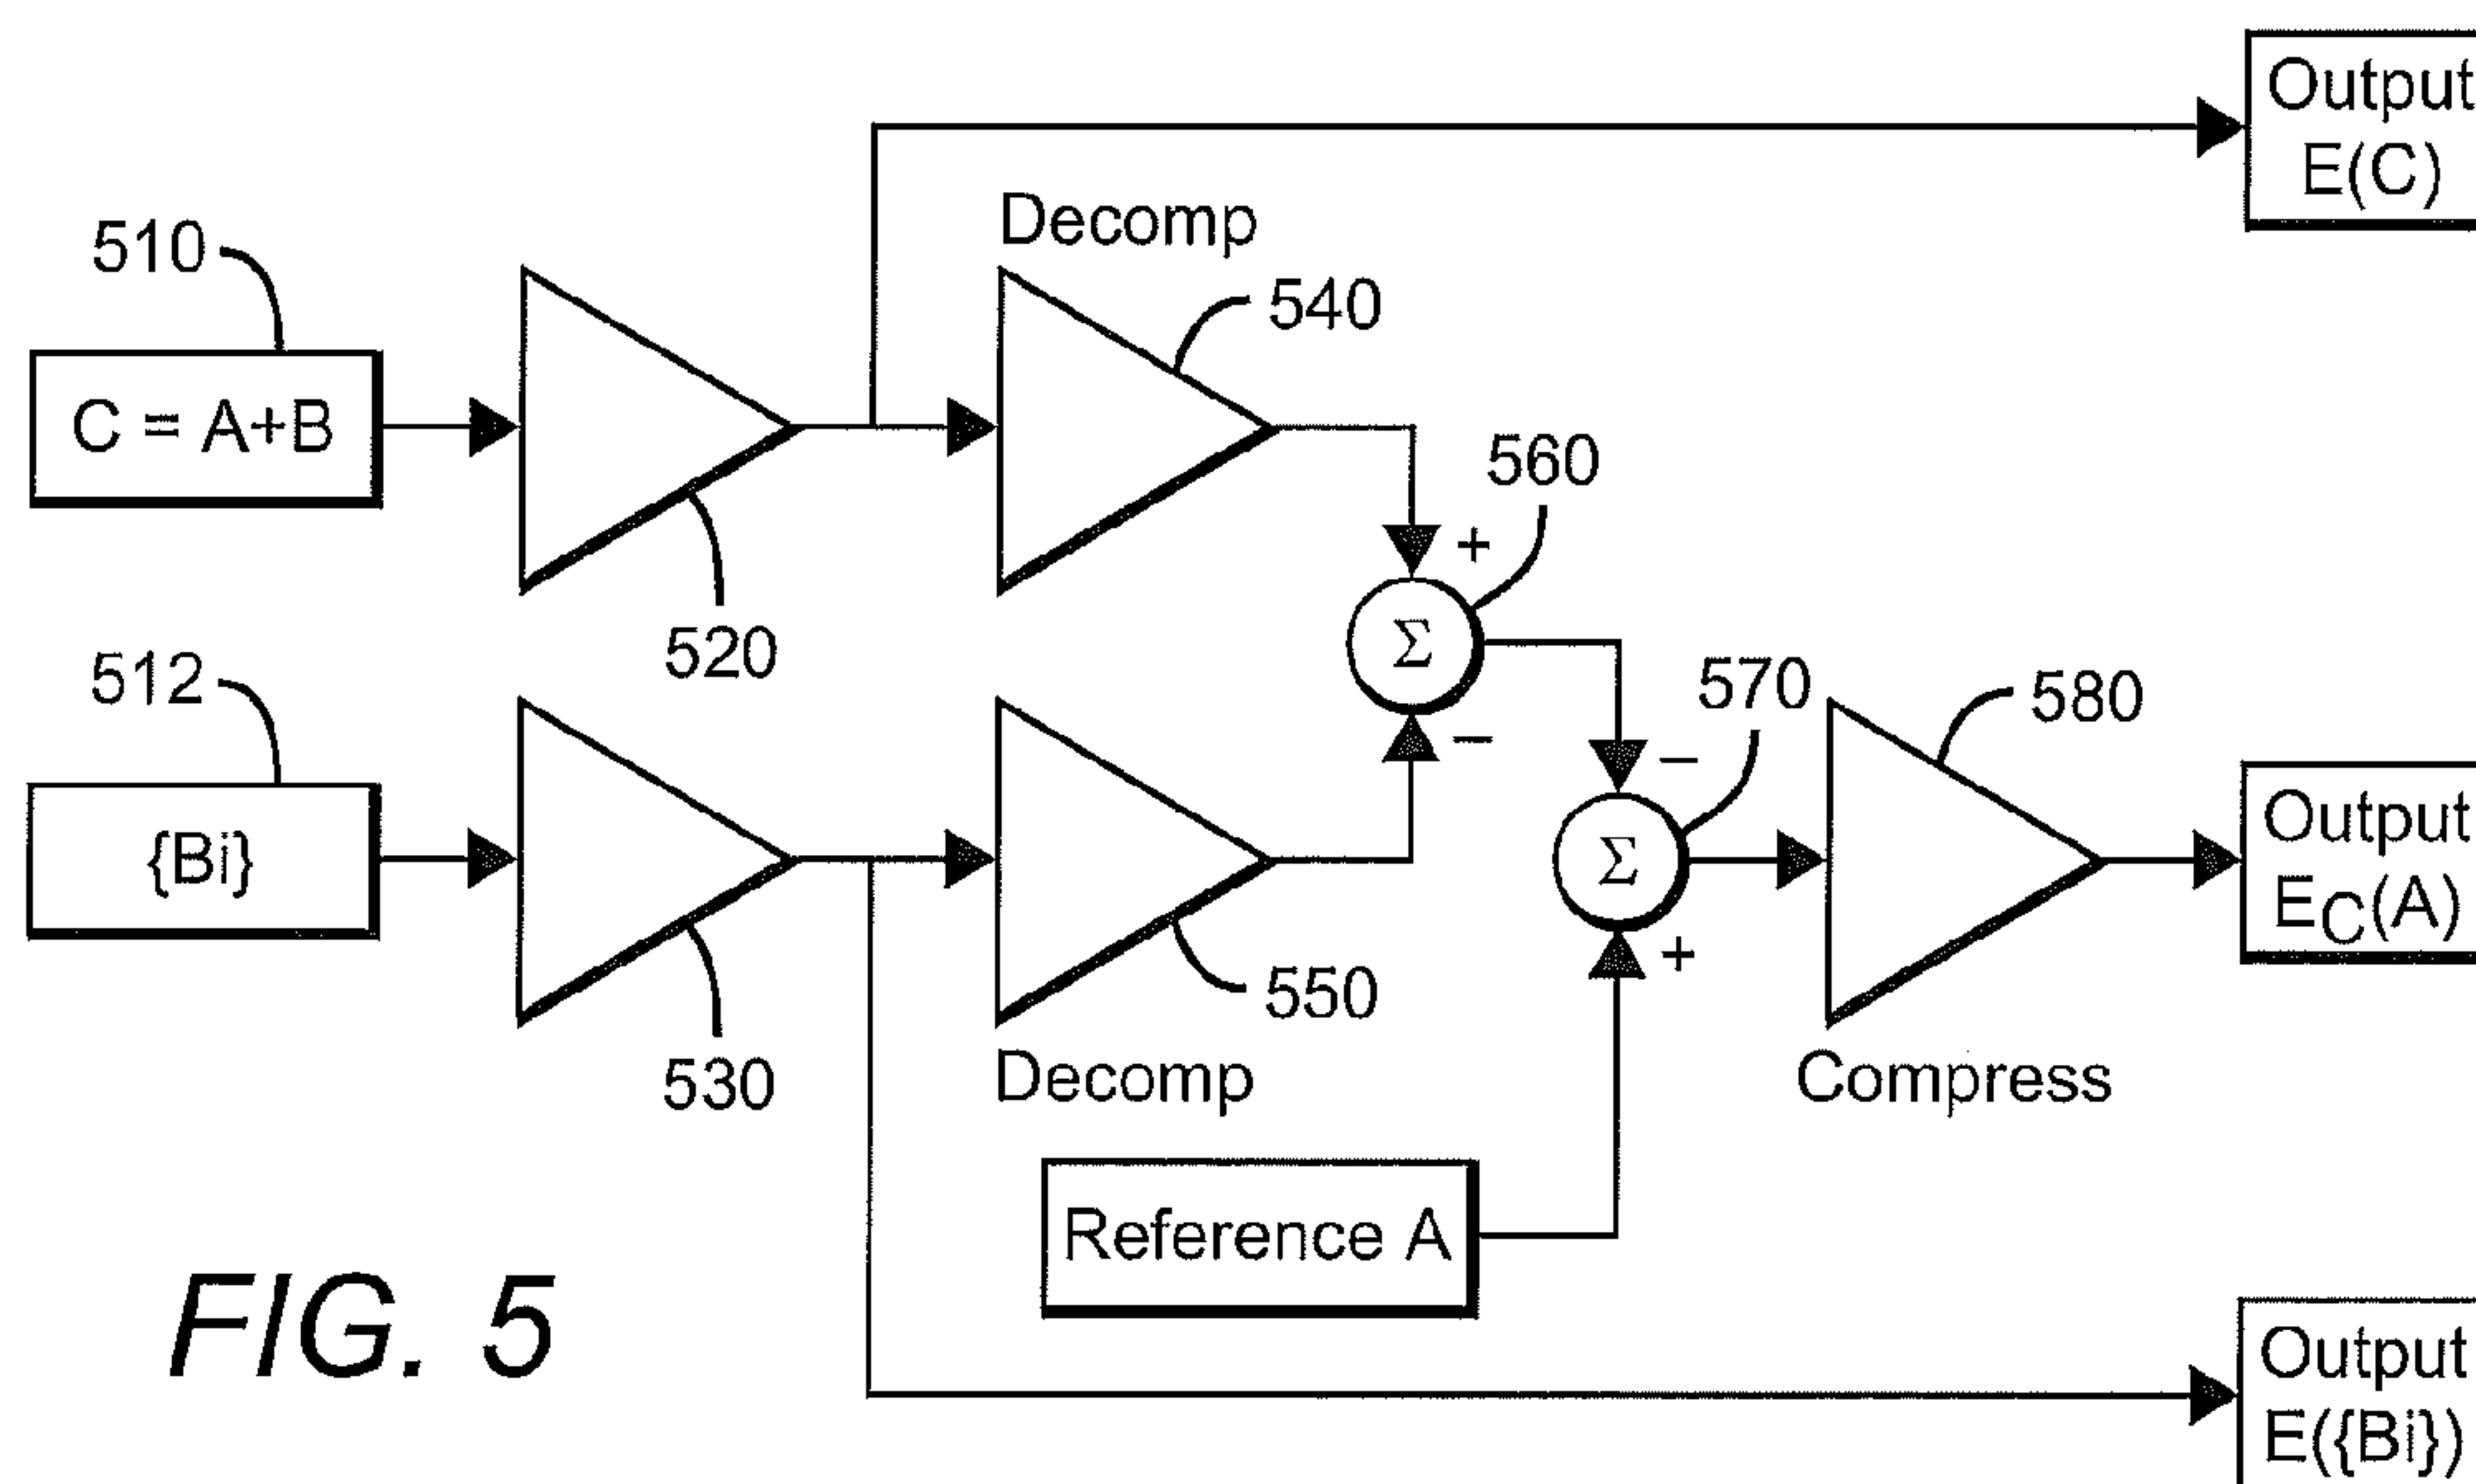 Output
E(C)
Decomp
510
540
C = A+B
560
+
Σ
520
512
570
580
−
−
{Bi}
Σ
Output
EC(A)
+
550
530
Decomp
Compress
Reference A
FIG. 5
Output
E({Bi})